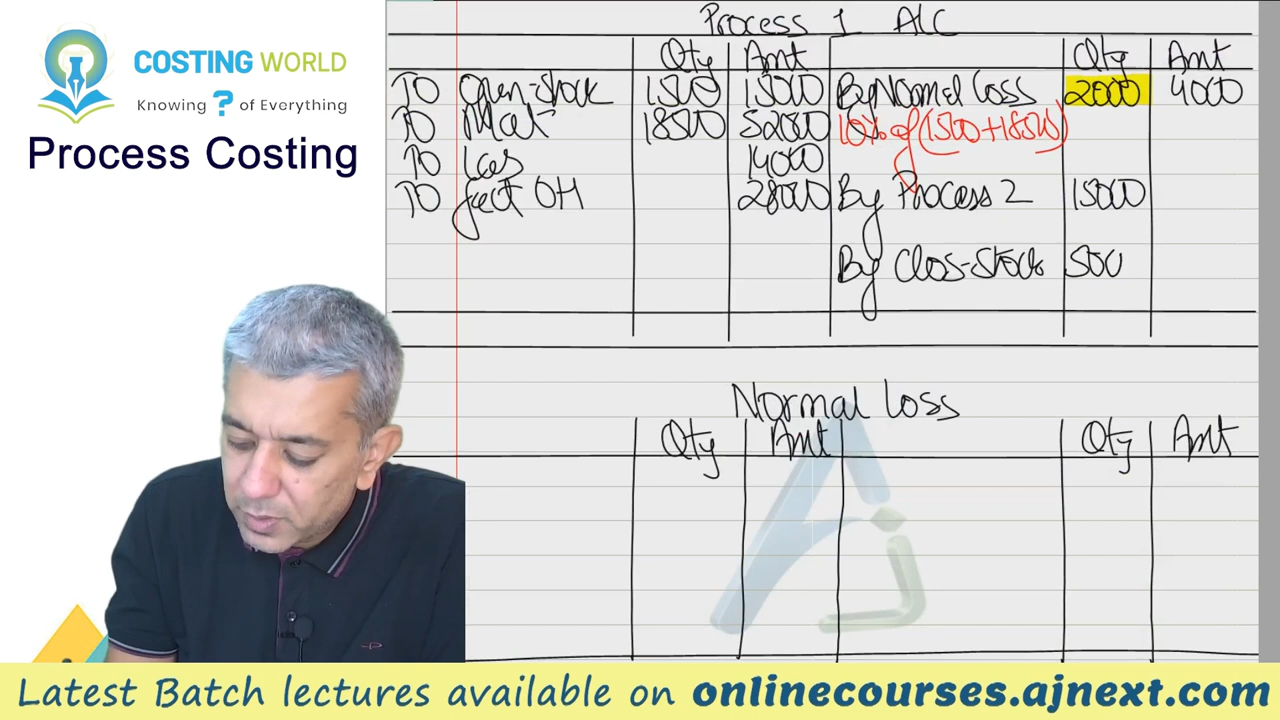 COSTING WORLD
Knowing ? of Everything
Process Costing
Process 1 A/C
Qty Amt Qty Amt
TO Open-stock 1500 15000 By Normal loss 2000 4000
TO Mat 18500 52000 10% of (1500+18500)
TO Las 14000
TO fact OH 28000 By Process 2 15000
By Clos-Stock 500
Normal loss
Qty Amt Qty Amt
Latest Batch lectures available on onlinecourses.ajnext.com